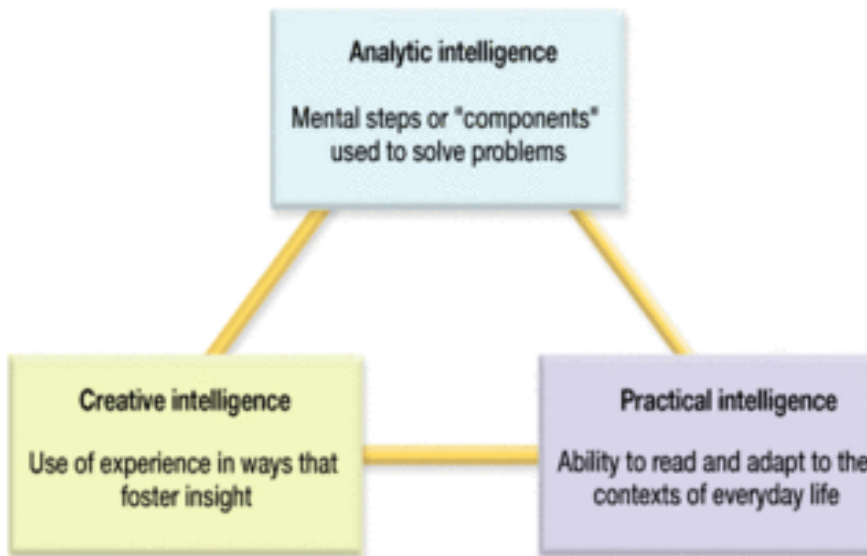 Analytic intelligence
Mental steps or "components"
used to solve problems
Creative intelligence
Use of experience in ways that
foster insight
Practical intelligence
Ability to read and adapt to the
contexts of everyday life